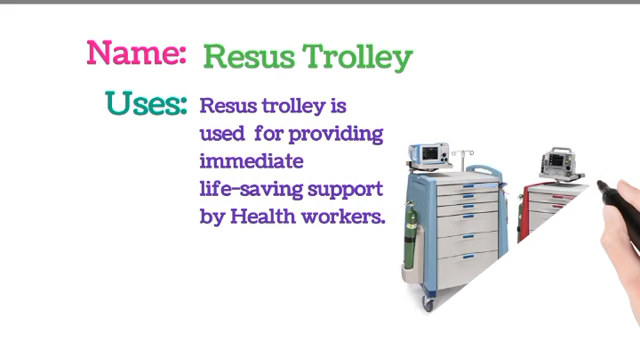 Name: Resus Trolley
Uses: Resus trolley is
used for providing
immediate
life-saving support
by Health workers.